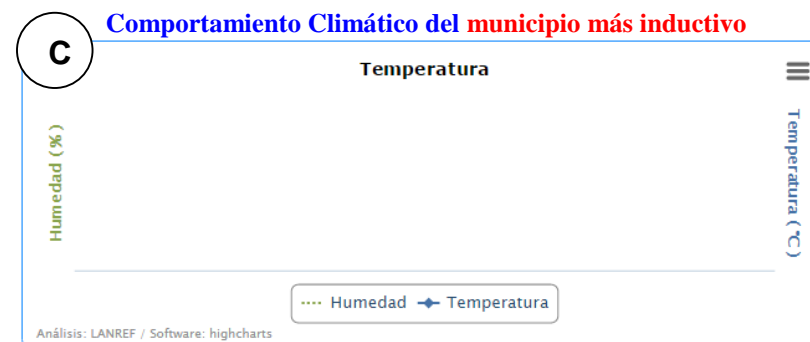 Comportamiento Climático del municipio más inductivo
C
Temperatura
Humedad (%)
Temperatura (°C)
Humedad Temperatura
Análisis: LANREF / Software: highcharts